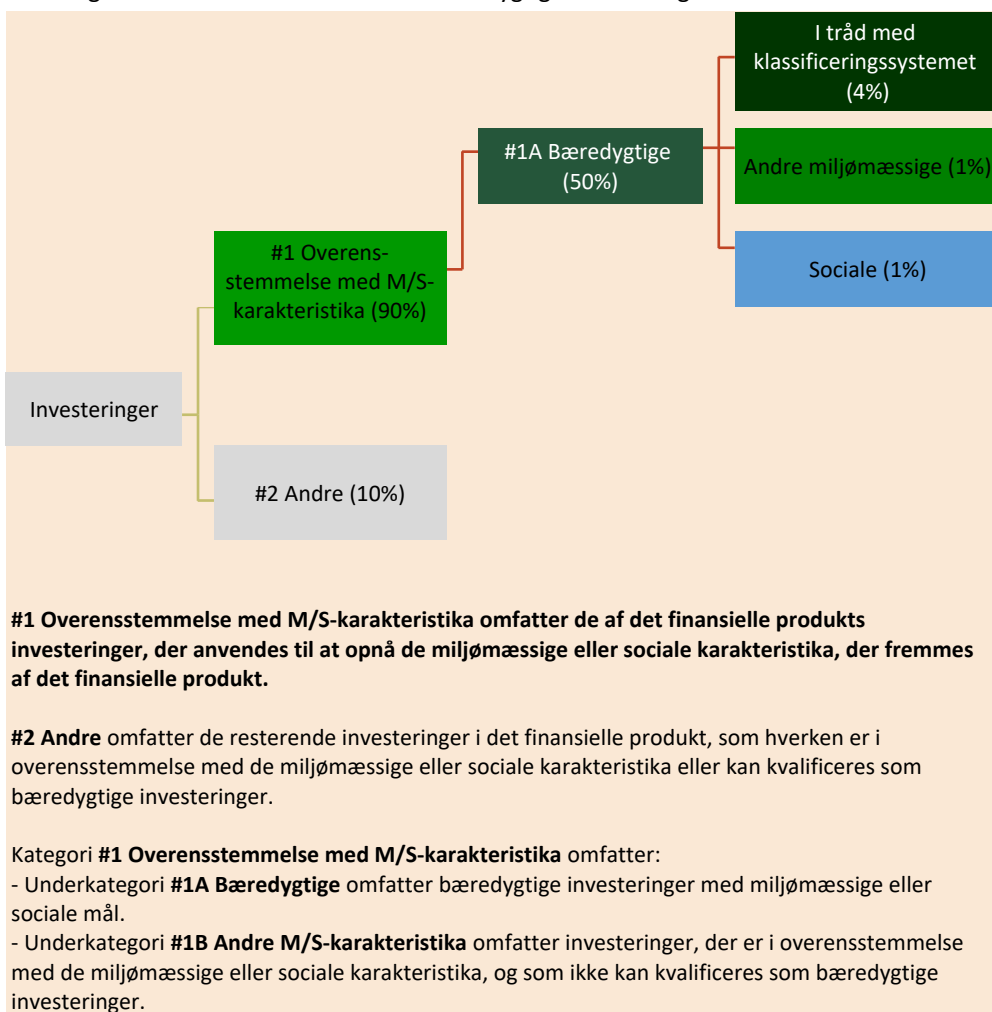 I tråd med
klassificeringssystemet
(4%)
#1A Bæredygtige
(50%)
Andre miljømæssige (1%)
#1 Overens-
stemmelse med M/S-
karakteristika (90%)
Sociale (1%)
Investeringer
#2 Andre (10%)
#1 Overensstemmelse med M/S-karakteristika omfatter de af det finansielle produkts
investeringer, der anvendes til at opnå de miljømæssige eller sociale karakteristika, der fremmes
af det finansielle produkt.
#2 Andre omfatter de resterende investeringer i det finansielle produkt, som hverken er i
overensstemmelse med de miljømæssige eller sociale karakteristika eller kan kvalificeres som
bæredygtige investeringer.
Kategori #1 Overensstemmelse med M/S-karakteristika omfatter:
- Underkategori #1A Bæredygtige omfatter bæredygtige investeringer med miljømæssige eller
sociale mål.
- Underkategori #1B Andre M/S-karakteristika omfatter investeringer, der er i overensstemmelse
med de miljømæssige eller sociale karakteristika, og som ikke kan kvalificeres som bæredygtige
investeringer.